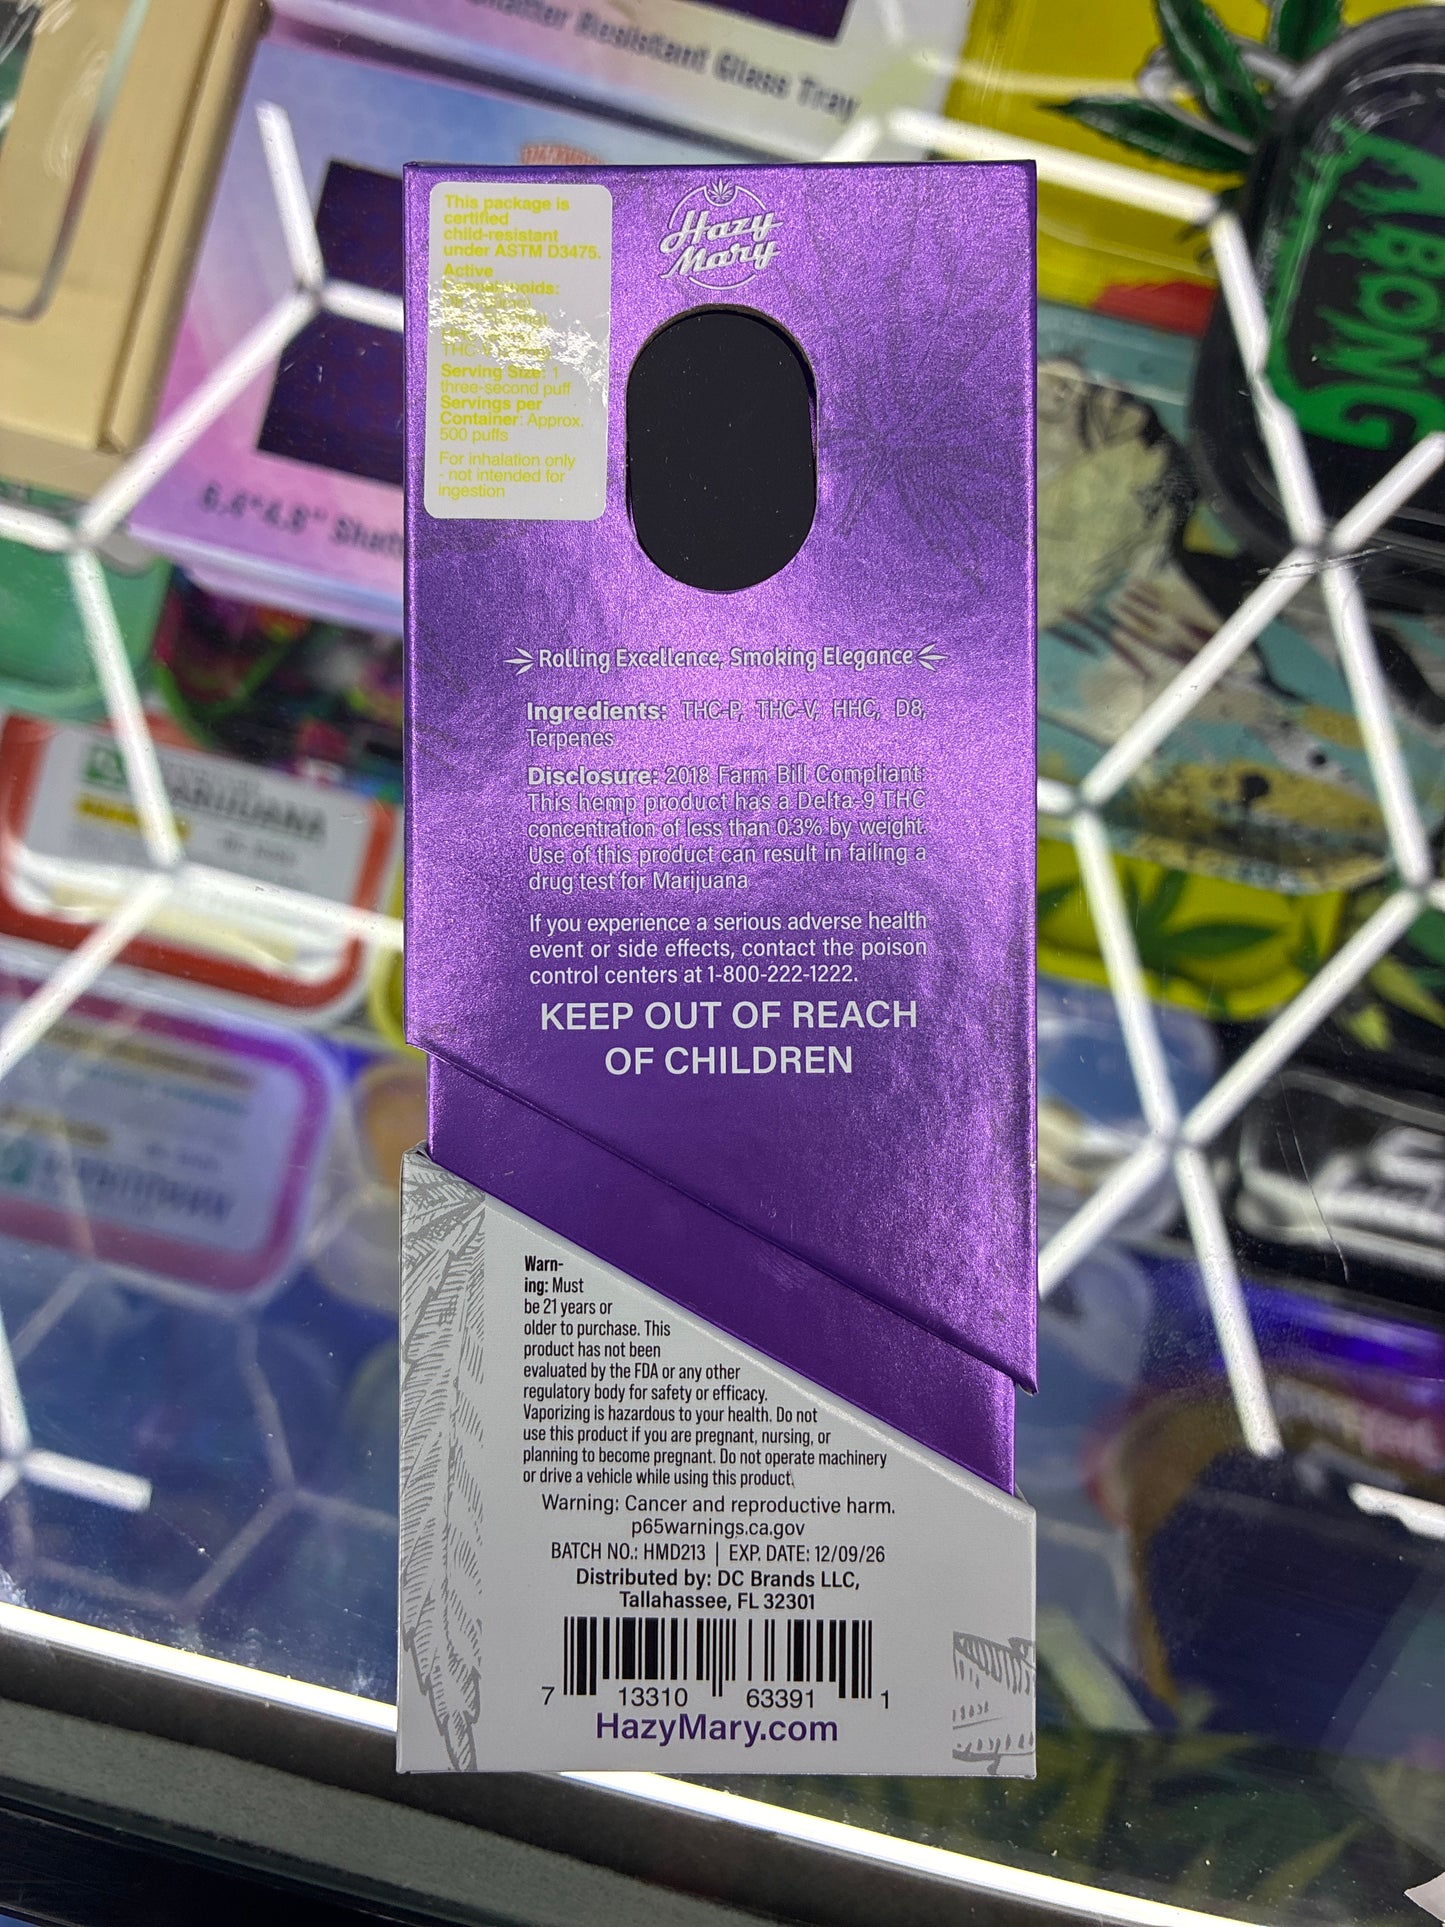 Shatter Resistant Glass Tray
This package is
certified
child-resistant
under ASTM D3475.
Active
Cannabinoids:
THC-
Serving Size: 1
three-second puff
Servings per
Container: Approx.
500 puffs
For inhalation only
- not intended for
ingestion
Hazy
Mary
BONG
6.4*4.8" Shatt
Rolling Excellence, Smoking Elegance
Ingredients: THC-P, THC-V, HHC, D8,
Terpenes
Disclosure: 2018 Farm Bill Compliant:
This hemp product has a Delta-9 THC
concentration of less than 0.3% by weight.
Use of this product can result in failing a
drug test for Marijuana
If you experience a serious adverse health
event or side effects, contact the poison
control centers at 1-800-222-1222.
KEEP OUT OF REACH
OF CHILDREN
MARIJUANA
Warn-
ing: Must
be 21 years or
older to purchase. This
product has not been
evaluated by the FDA or any other
regulatory body for safety or efficacy.
Vaporizing is hazardous to your health. Do not
use this product if you are pregnant, nursing, or
planning to become pregnant. Do not operate machinery
or drive a vehicle while using this product
Warning: Cancer and reproductive harm.
p65warnings.ca.gov
BATCH NO.: HMD213 | EXP. DATE: 12/09/26
Distributed by: DC Brands LLC,
Tallahassee, FL 32301
7 13310 63391 1
HazyMary.com